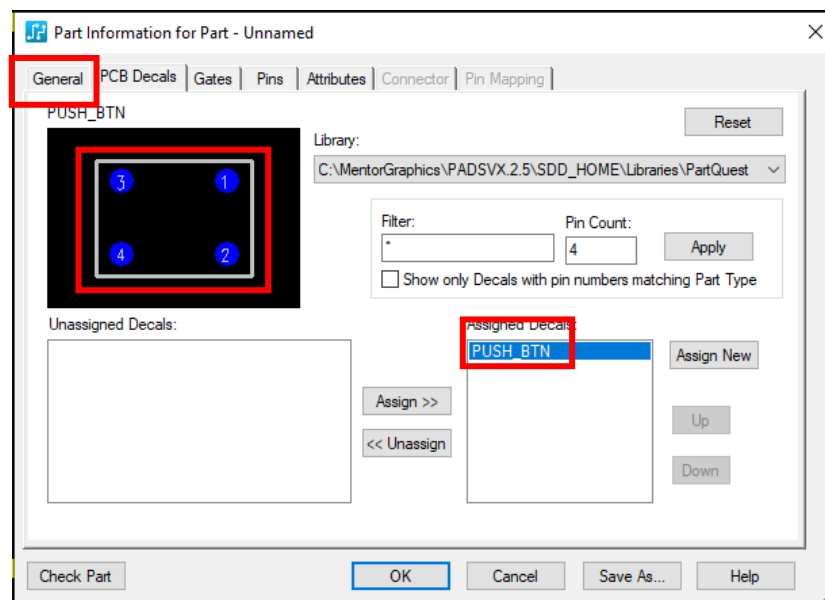 Part Information for Part - Unnamed
General PCB Decals Gates Pins Attributes Connector Pin Mapping
PUSH_BTN
Reset
Library:
C:\MentorGraphics\PADSVX.2.5\SDD_HOME\Libraries\PartQuest
3 1
4 2
Filter: Pin Count:
* 4 Apply
Show only Decals with pin numbers matching Part Type
Unassigned Decals: Assigned Decals:
PUSH_BTN
Assign New
Assign >>
<< Unassign
Up
Down
Check Part OK Cancel Save As... Help